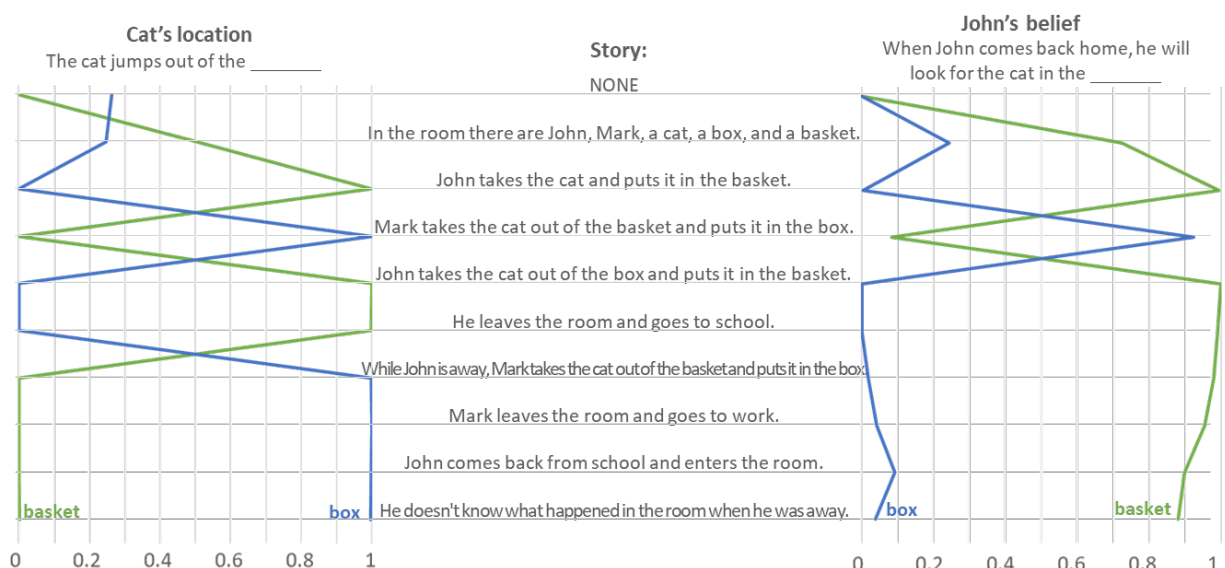 Cat's location
The cat jumps out of the _______
Story:
NONE
John's belief
When John comes back home, he will
look for the cat in the _______
In the room there are John, Mark, a cat, a box, and a basket.
John takes the cat and puts it in the basket.
Mark takes the cat out of the basket and puts it in the box.
John takes the cat out of the box and puts it in the basket.
He leaves the room and goes to school.
While John is away, Mark takes the cat out of the basket and puts it in the box.
Mark leaves the room and goes to work.
John comes back from school and enters the room.
He doesn't know what happened in the room when he was away.
basket
box
box
basket
0 0.2 0.4 0.6 0.8 1
0 0.2 0.4 0.6 0.8 1